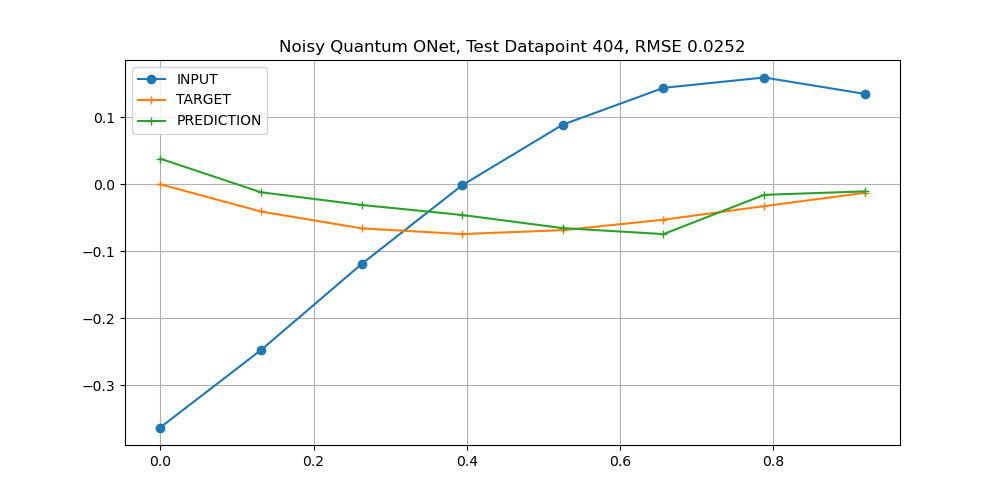 Noisy Quantum ONet, Test Datapoint 404, RMSE 0.0252
INPUT
TARGET
PREDICTION
0.1
0.0
−0.1
−0.2
−0.3
0.0 0.2 0.4 0.6 0.8